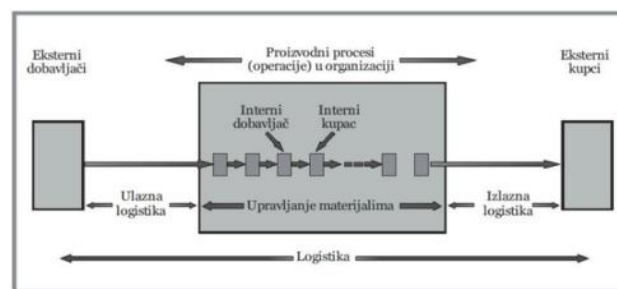 Eksterni
dobavljači
Proizvodni procesi
(operacije) u organizaciji
Eksterni
kupci
Interni
dobavljač
Interni
kupac
Ulazna
logistika
Upravljanje materijalima
Izlazna
logistika
Logistika